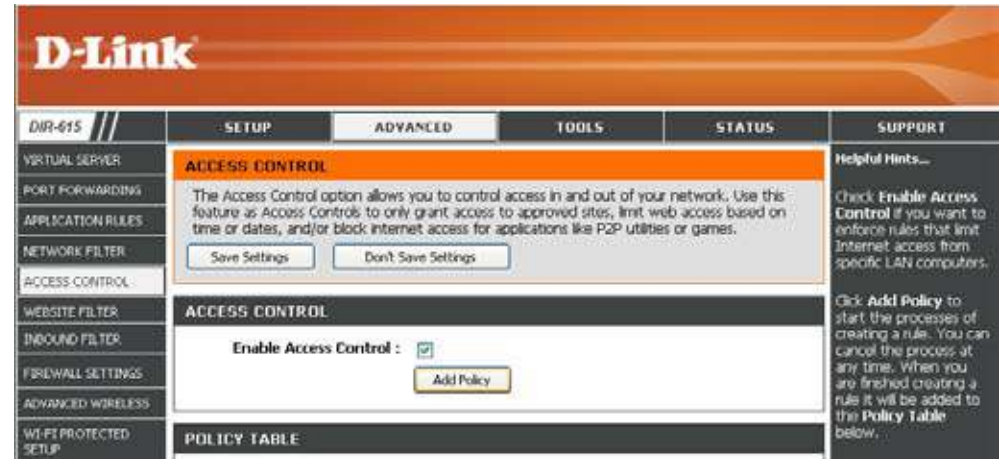 D-Link
DIR-615
SETUP
ADVANCED
TOOLS
STATUS
SUPPORT
VIRTUAL SERVER
PORT FORWARDING
APPLICATION RULES
NETWORK FILTER
ACCESS CONTROL
WEBSITE FILTER
INBOUND FILTER
FIREWALL SETTINGS
ADVANCED WIRELESS
WI-FI PROTECTED
SETUP
ACCESS CONTROL
The Access Control option allows you to control access in and out of your network. Use this
feature as Access Controls to only grant access to approved sites, limit web access based on
time or dates, and/or block internet access for applications like P2P utilities or games.
Save Settings
Don't Save Settings
ACCESS CONTROL
Enable Access Control :
Add Policy
POLICY TABLE
Helpful Hints...
Check Enable Access
Control if you want to
enforce rules that limit
Internet access from
specific LAN computers.
Click Add Policy to
start the processes of
creating a rule. You can
cancel the process at
any time. When you
are finished creating a
rule it will be added to
the Policy Table
below.